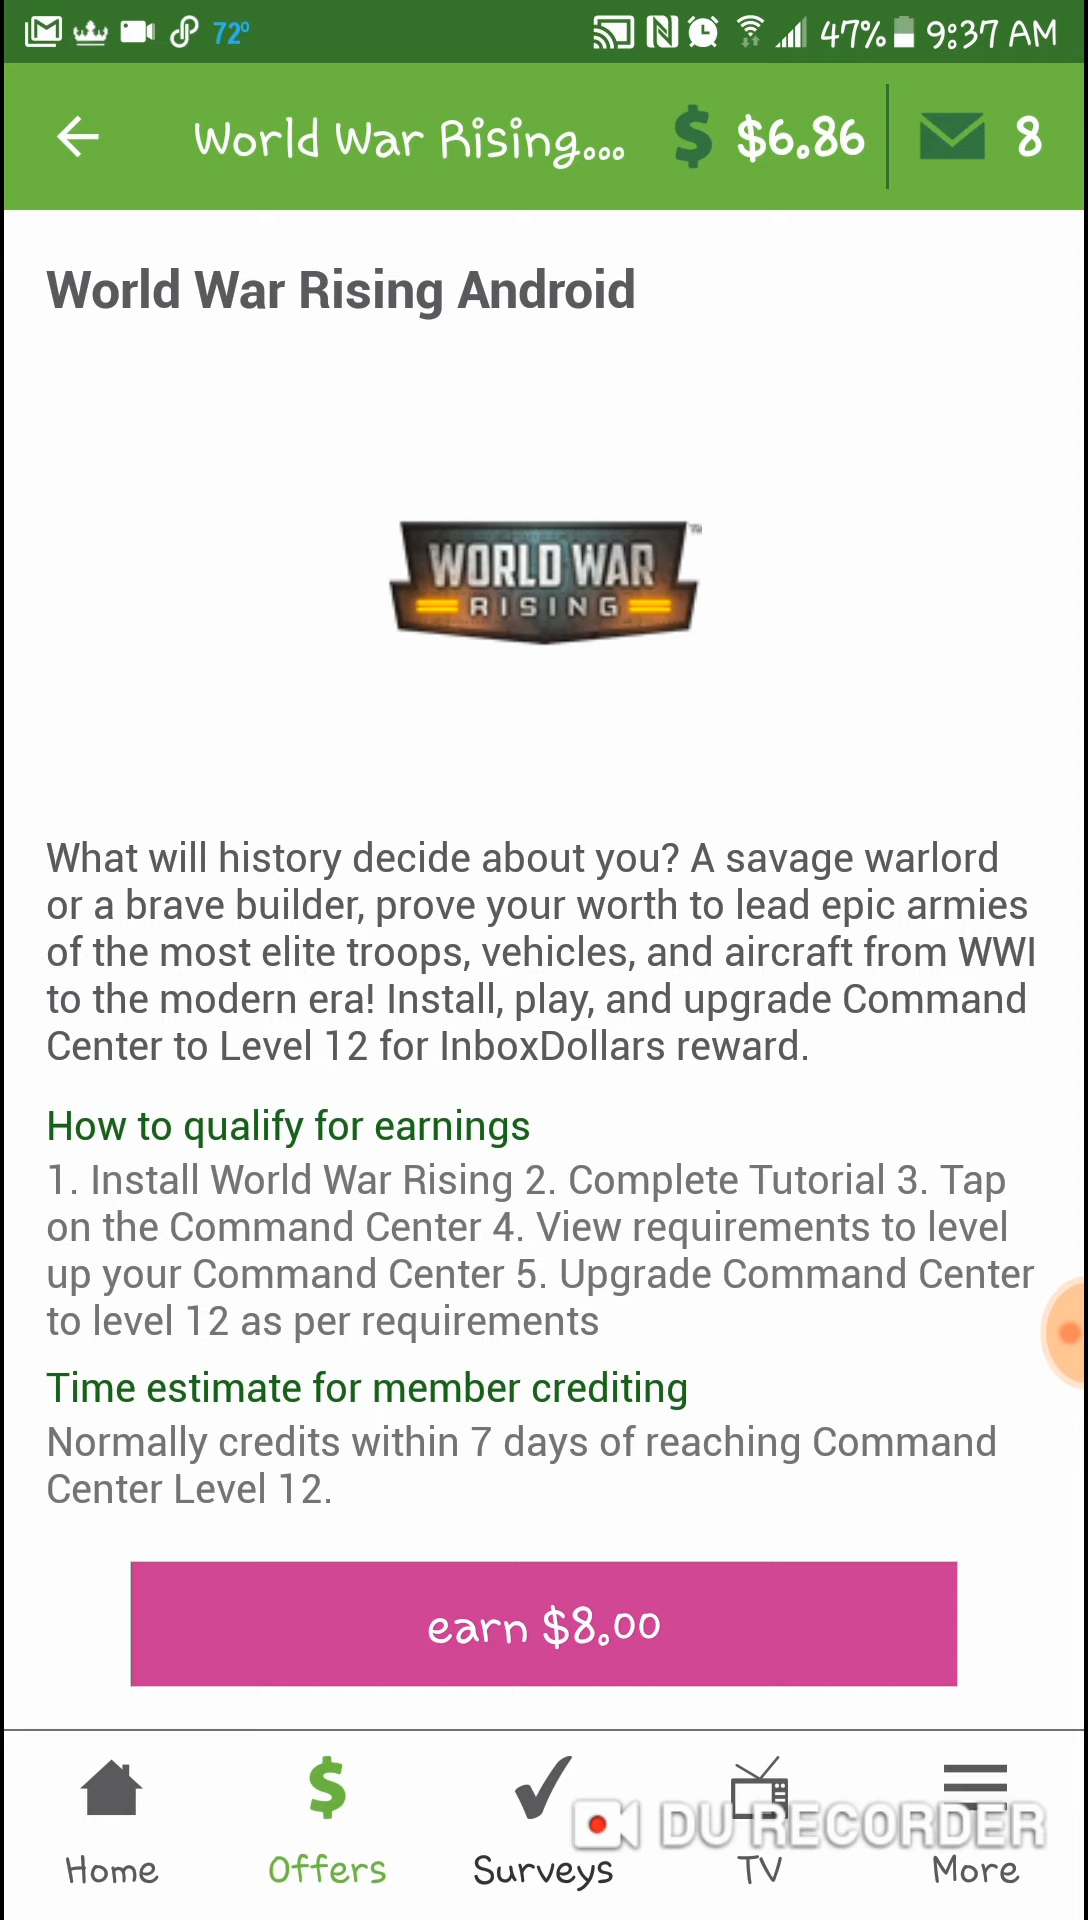 72° 47% 9:37 AM
World War Rising... $ $6.86 8
World War Rising Android
WORLD WAR
RISING
TM
What will history decide about you? A savage warlord
or a brave builder, prove your worth to lead epic armies
of the most elite troops, vehicles, and aircraft from WWI
to the modern era! Install, play, and upgrade Command
Center to Level 12 for InboxDollars reward.
How to qualify for earnings
1. Install World War Rising 2. Complete Tutorial 3. Tap
on the Command Center 4. View requirements to level
up your Command Center 5. Upgrade Command Center
to level 12 as per requirements
Time estimate for member crediting
Normally credits within 7 days of reaching Command
Center Level 12.
earn $8.00
$
DU RECORDER
Home Offers Surveys TV More